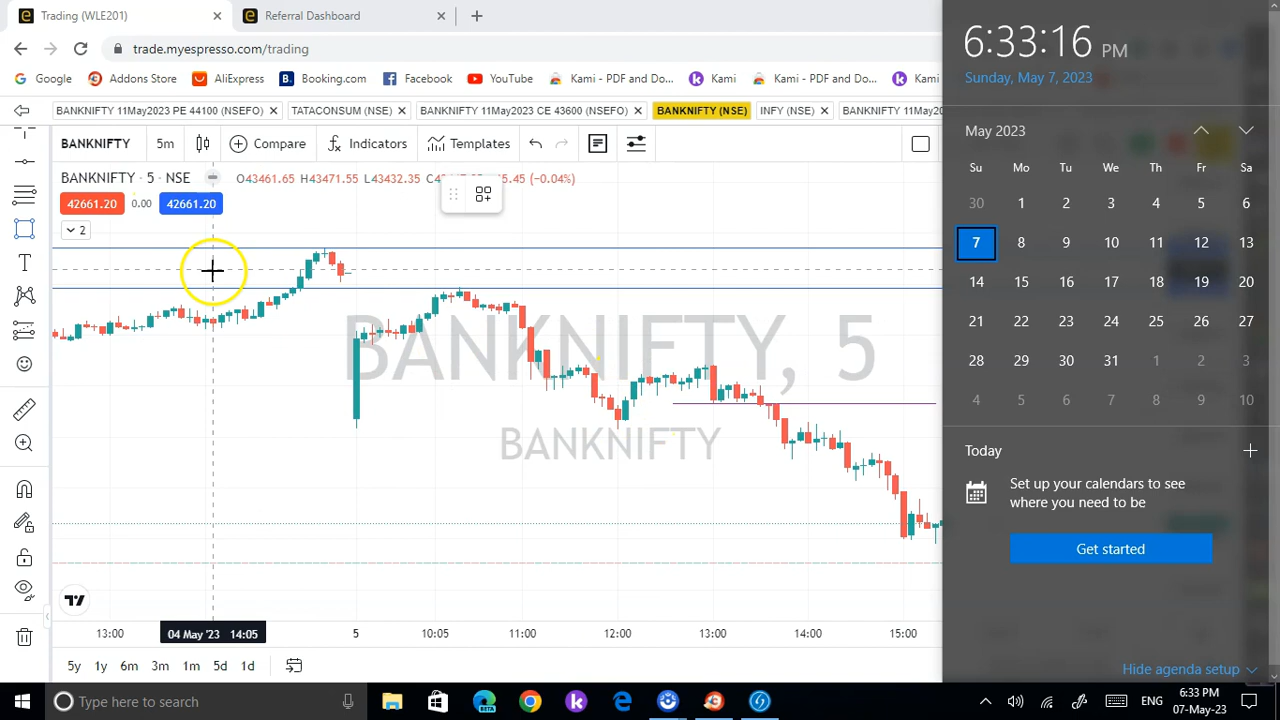 Trading (WLE201)
Referral Dashboard
trade.myespresso.com/trading
Google
Addons Store
AliExpress
Booking.com
Facebook
YouTube
Kami - PDF and Do...
Kami
Kami - PDF and Do...
Kam
BANKNIFTY 11May2023 PE 44100 (NSEFO)
TATACONSUM (NSE)
BANKNIFTY 11May2023 CE 43600 (NSEFO)
BANKNIFTY (NSE)
INFY (NSE)
BANKNIFTY 11May20
BANKNIFTY
5m
Compare
Indicators
Templates
BANKNIFTY · 5 · NSE
O43461.65 H43471.55 L43432.35
5.45 (−0.04%)
42661.20
0.00
42661.20
2
BANKNIFTY, 5
BANKNIFTY
13:00
04 May '23 14:05
5
10:05
11:00
12:00
13:00
14:00
15:00
5y
1y
6m
3m
1m
5d
1d
6:33:16 PM
Sunday, May 7, 2023
May 2023
Su Mo Tu We Th Fr Sa
30 1 2 3 4 5 6
7 8 9 10 11 12 13
14 15 16 17 18 19 20
21 22 23 24 25 26 27
28 29 30 31 1 2 3
4 5 6 7 8 9 10
Today
Set up your calendars to see
where you need to be
Get started
Hide agenda setup
Type here to search
BETA
ENG
6:33 PM
07-May-23